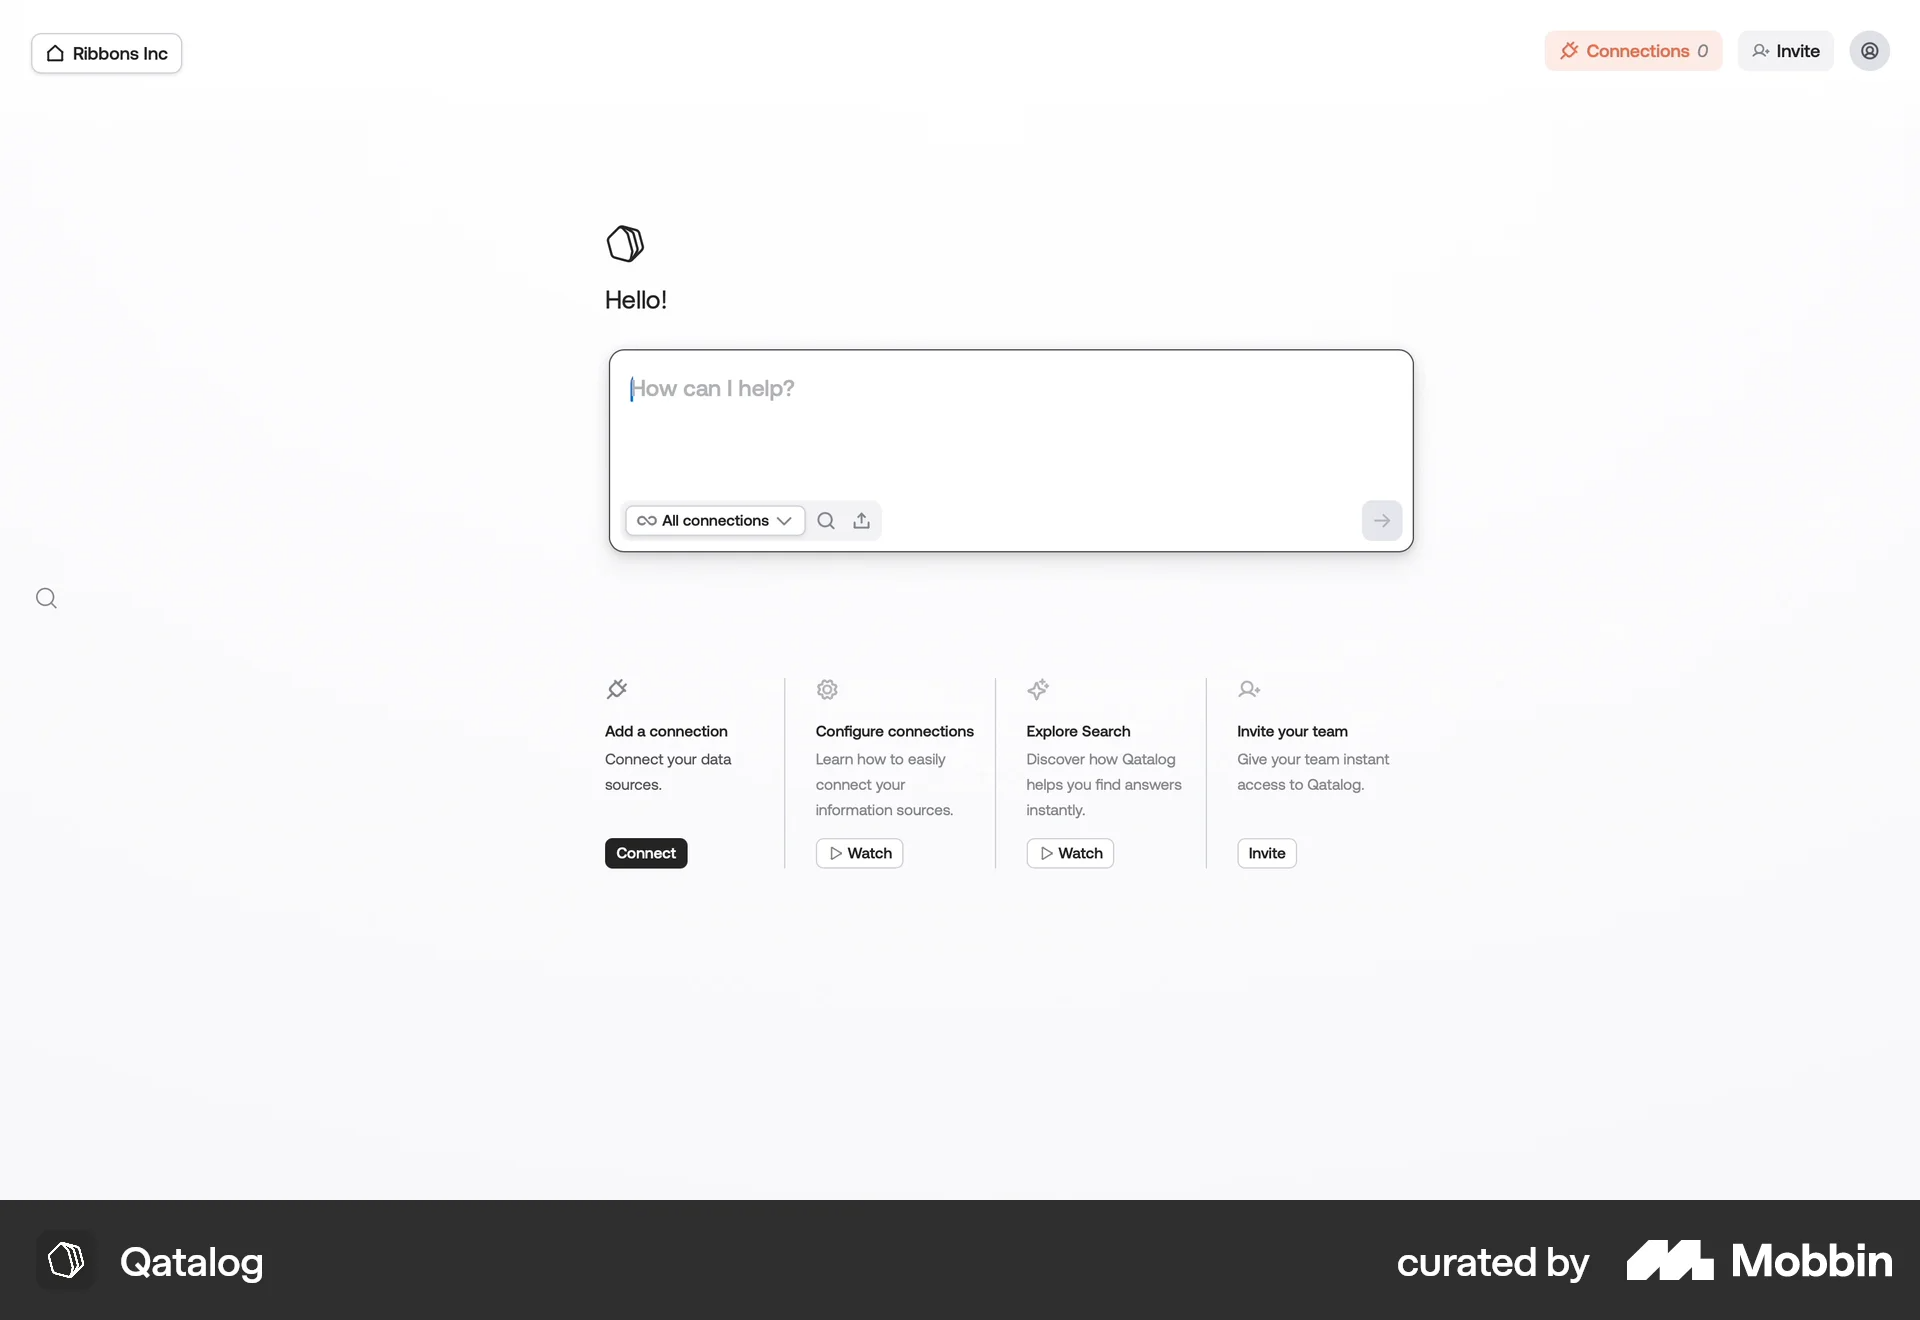 Ribbons Inc
Connections 0
Invite
Hello!
How can I help?
All connections
Add a connection
Connect your data
sources.
Connect
Configure connections
Learn how to easily
connect your
information sources.
Watch
Explore Search
Discover how Qatalog
helps you find answers
instantly.
Watch
Invite your team
Give your team instant
access to Qatalog.
Invite
Qatalog
curated by Mobbin